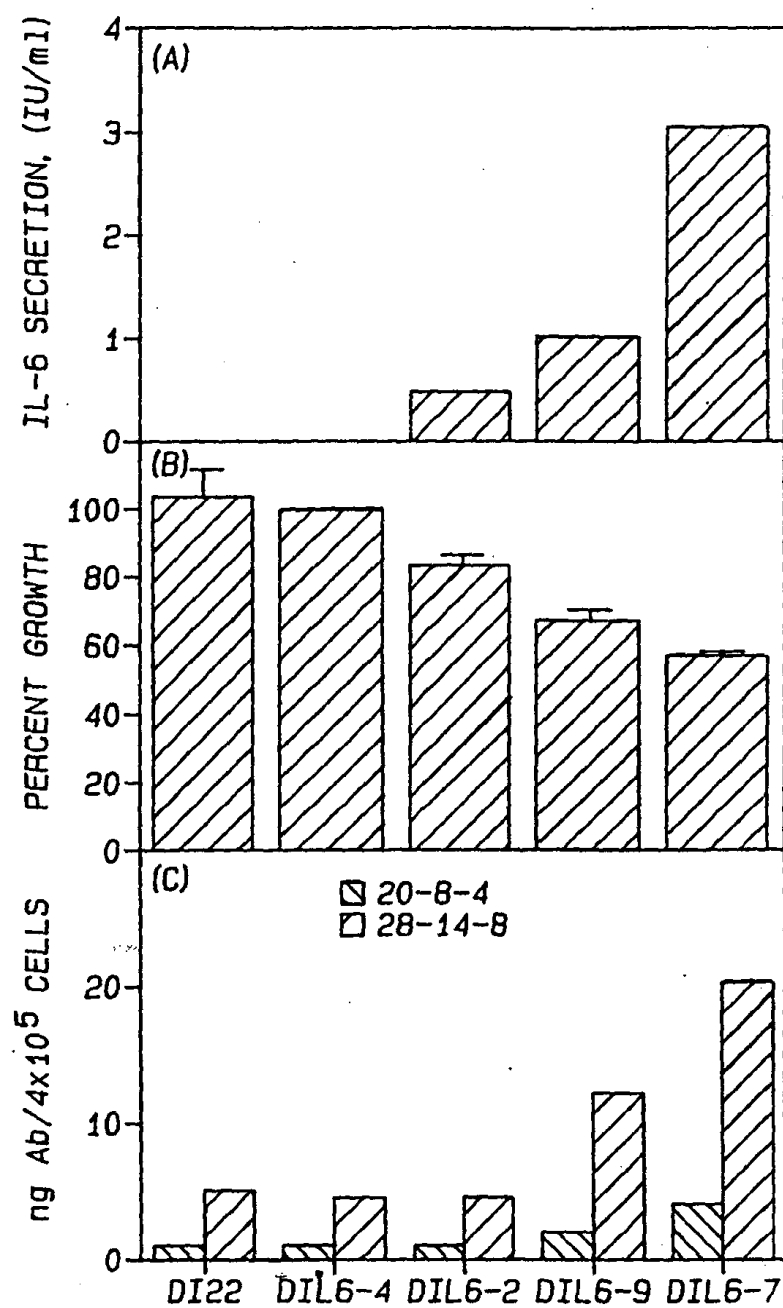 (A)
IL-6 SECRETION, (IU/ml)
4
3
2
1
0
(B)
PERCENT GROWTH
100
80
60
40
20
0
(C)
20-8-4
28-14-8
ng Ab/4x10⁵ CELLS
20
10
0
DI22 DIL6-4 DIL6-2 DIL6-9 DIL6-7